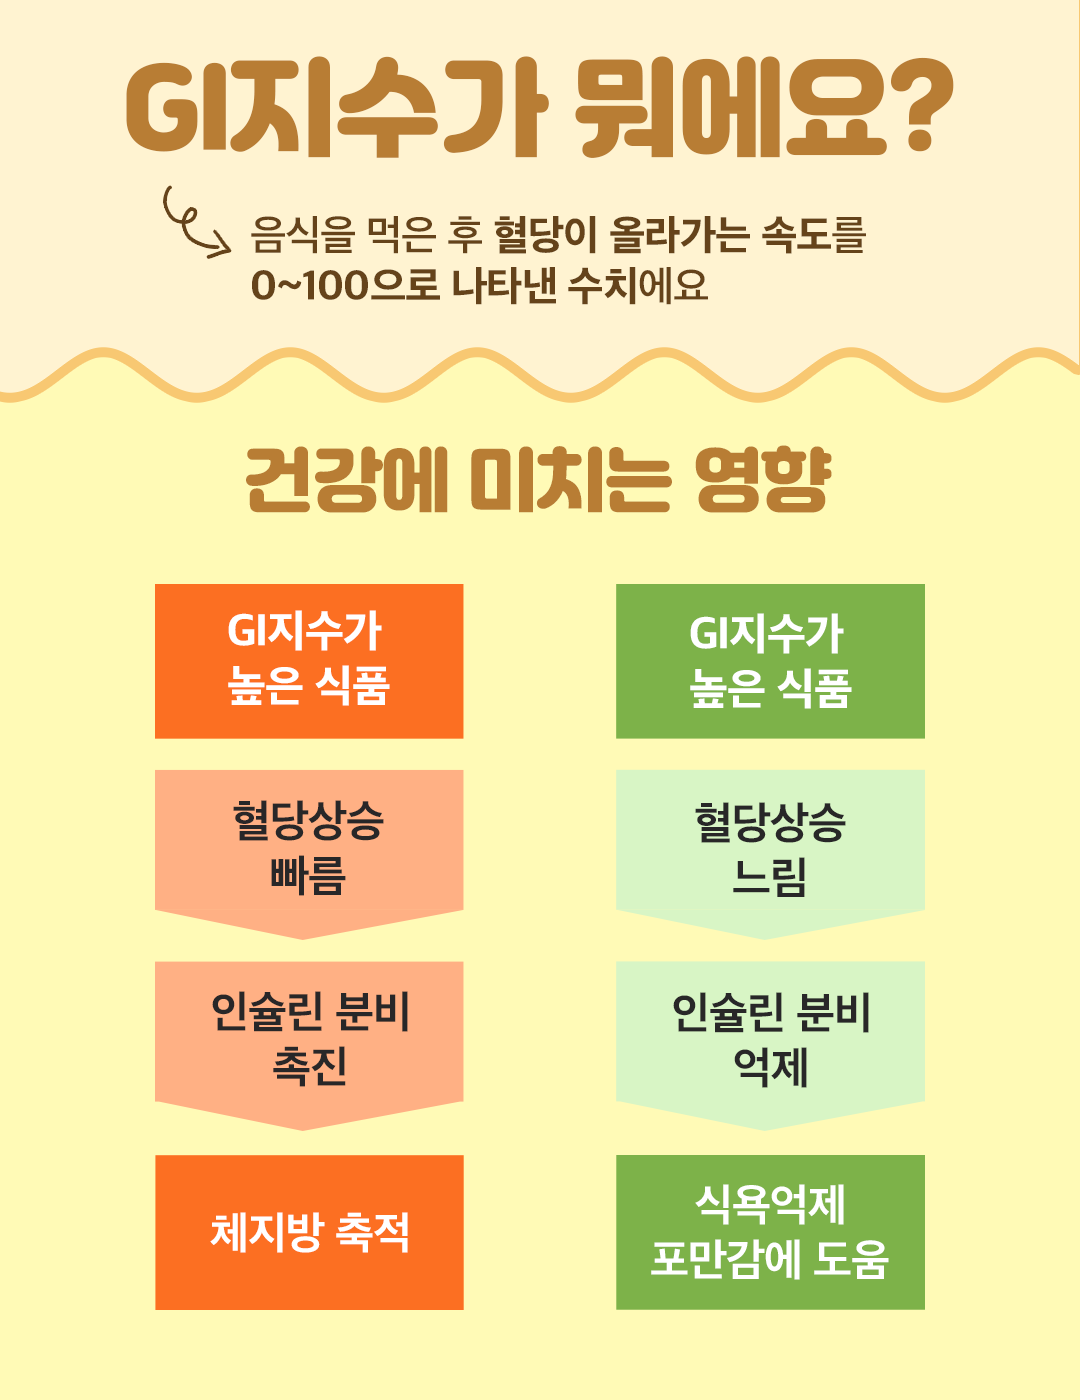 GI지수가 뭐에요?
음식을 먹은 후 혈당이 올라가는 속도를
0~100으로 나타낸 수치에요
건강에 미치는 영향
GI지수가
높은 식품
혈당상승
빠름
인슐린 분비
촉진
체지방 축적
GI지수가
높은 식품
혈당상승
느림
인슐린 분비
억제
식욕억제
포만감에 도움